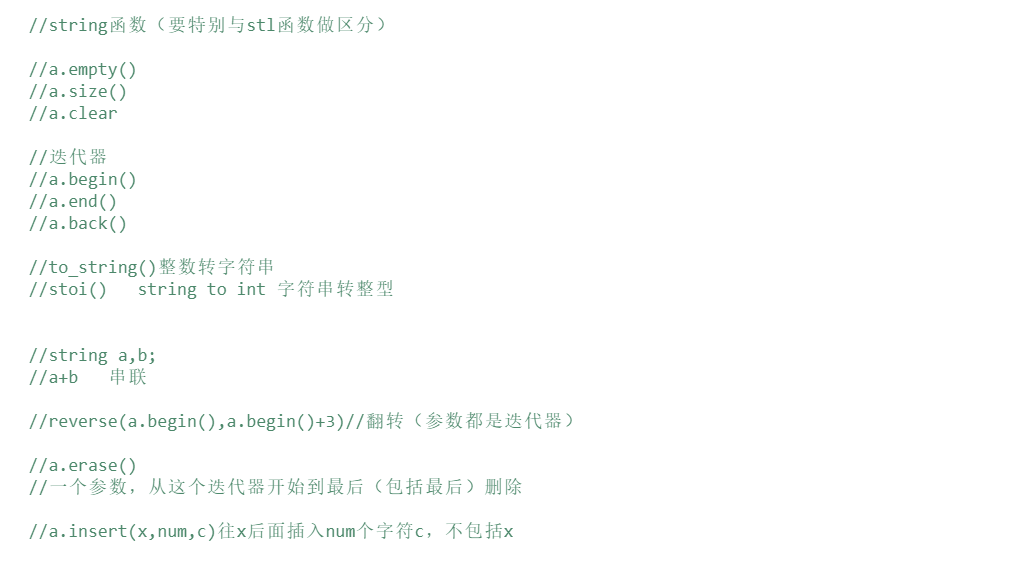 //string函数（要特别与stl函数做区分）
//a.empty()
//a.size()
//a.clear
//迭代器
//a.begin()
//a.end()
//a.back()
//to_string()整数转字符串
//stoi()   string to int 字符串转整型
//string a,b;
//a+b   串联
//reverse(a.begin(),a.begin()+3)//翻转（参数都是迭代器）
//a.erase()
//一个参数，从这个迭代器开始到最后（包括最后）删除
//a.insert(x,num,c)往x后面插入num个字符c，不包括x